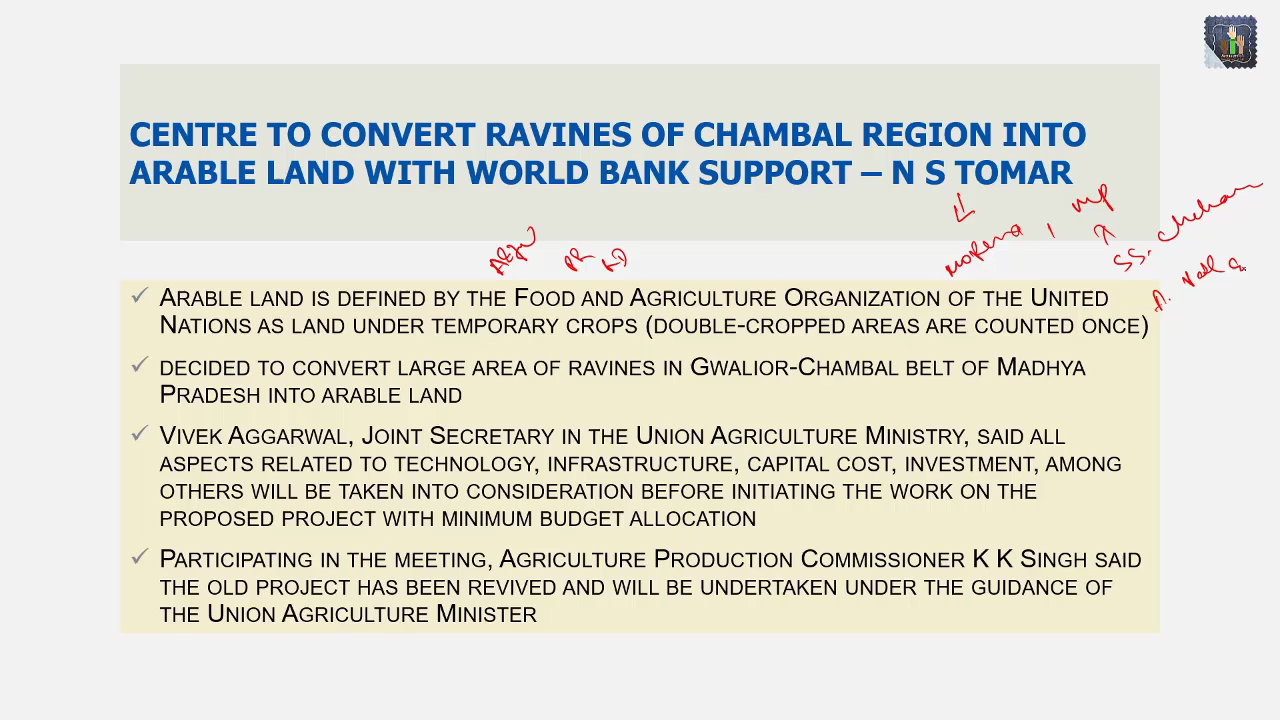 CENTRE TO CONVERT RAVINES OF CHAMBAL REGION INTO
ARABLE LAND WITH WORLD BANK SUPPORT – N S TOMAR
Morena, MP
SS. Chohan
ARABLE LAND IS DEFINED BY THE FOOD AND AGRICULTURE ORGANIZATION OF THE UNITED
NATIONS AS LAND UNDER TEMPORARY CROPS (DOUBLE-CROPPED AREAS ARE COUNTED ONCE)
DECIDED TO CONVERT LARGE AREA OF RAVINES IN GWALIOR-CHAMBAL BELT OF MADHYA
PRADESH INTO ARABLE LAND
VIVEK AGGARWAL, JOINT SECRETARY IN THE UNION AGRICULTURE MINISTRY, SAID ALL
ASPECTS RELATED TO TECHNOLOGY, INFRASTRUCTURE, CAPITAL COST, INVESTMENT, AMONG
OTHERS WILL BE TAKEN INTO CONSIDERATION BEFORE INITIATING THE WORK ON THE
PROPOSED PROJECT WITH MINIMUM BUDGET ALLOCATION
PARTICIPATING IN THE MEETING, AGRICULTURE PRODUCTION COMMISSIONER K K SINGH SAID
THE OLD PROJECT HAS BEEN REVIVED AND WILL BE UNDERTAKEN UNDER THE GUIDANCE OF
THE UNION AGRICULTURE MINISTER